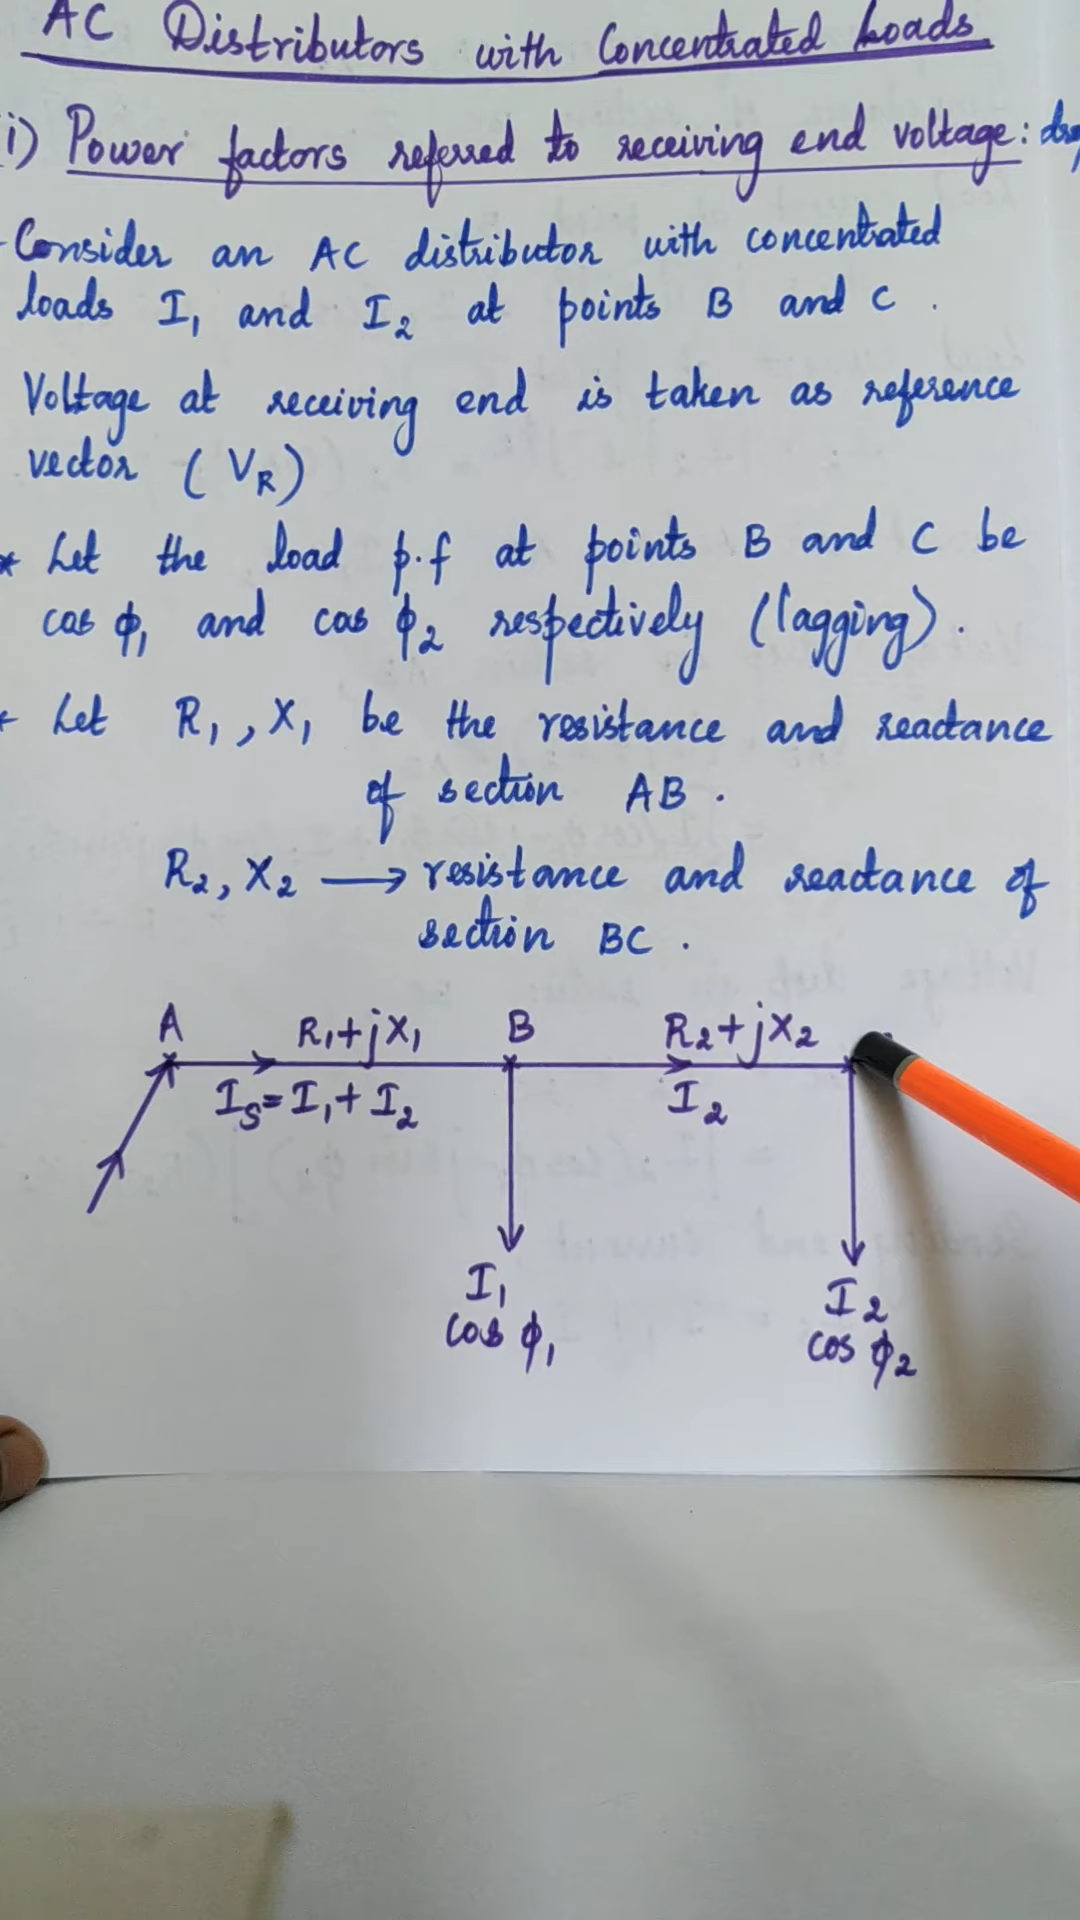 AC Distributors with Concentrated Loads
i) Power factors referred to receiving end voltage:
Consider an AC distributor with concentrated
loads I₁ and I₂ at points B and C.
Voltage at receiving end is taken as reference
vector (V_R)
* Let the load p.f at points B and C be
cos ϕ₁ and cos ϕ₂ respectively (lagging).
* Let R₁, X₁ be the resistance and reactance
of section AB.
R₂, X₂ → resistance and reactance of
section BC.
A R₁+jX₁ B R₂+jX₂
I_S=I₁+I₂ I₂
I₁ I₂
cos ϕ₁ cos ϕ₂